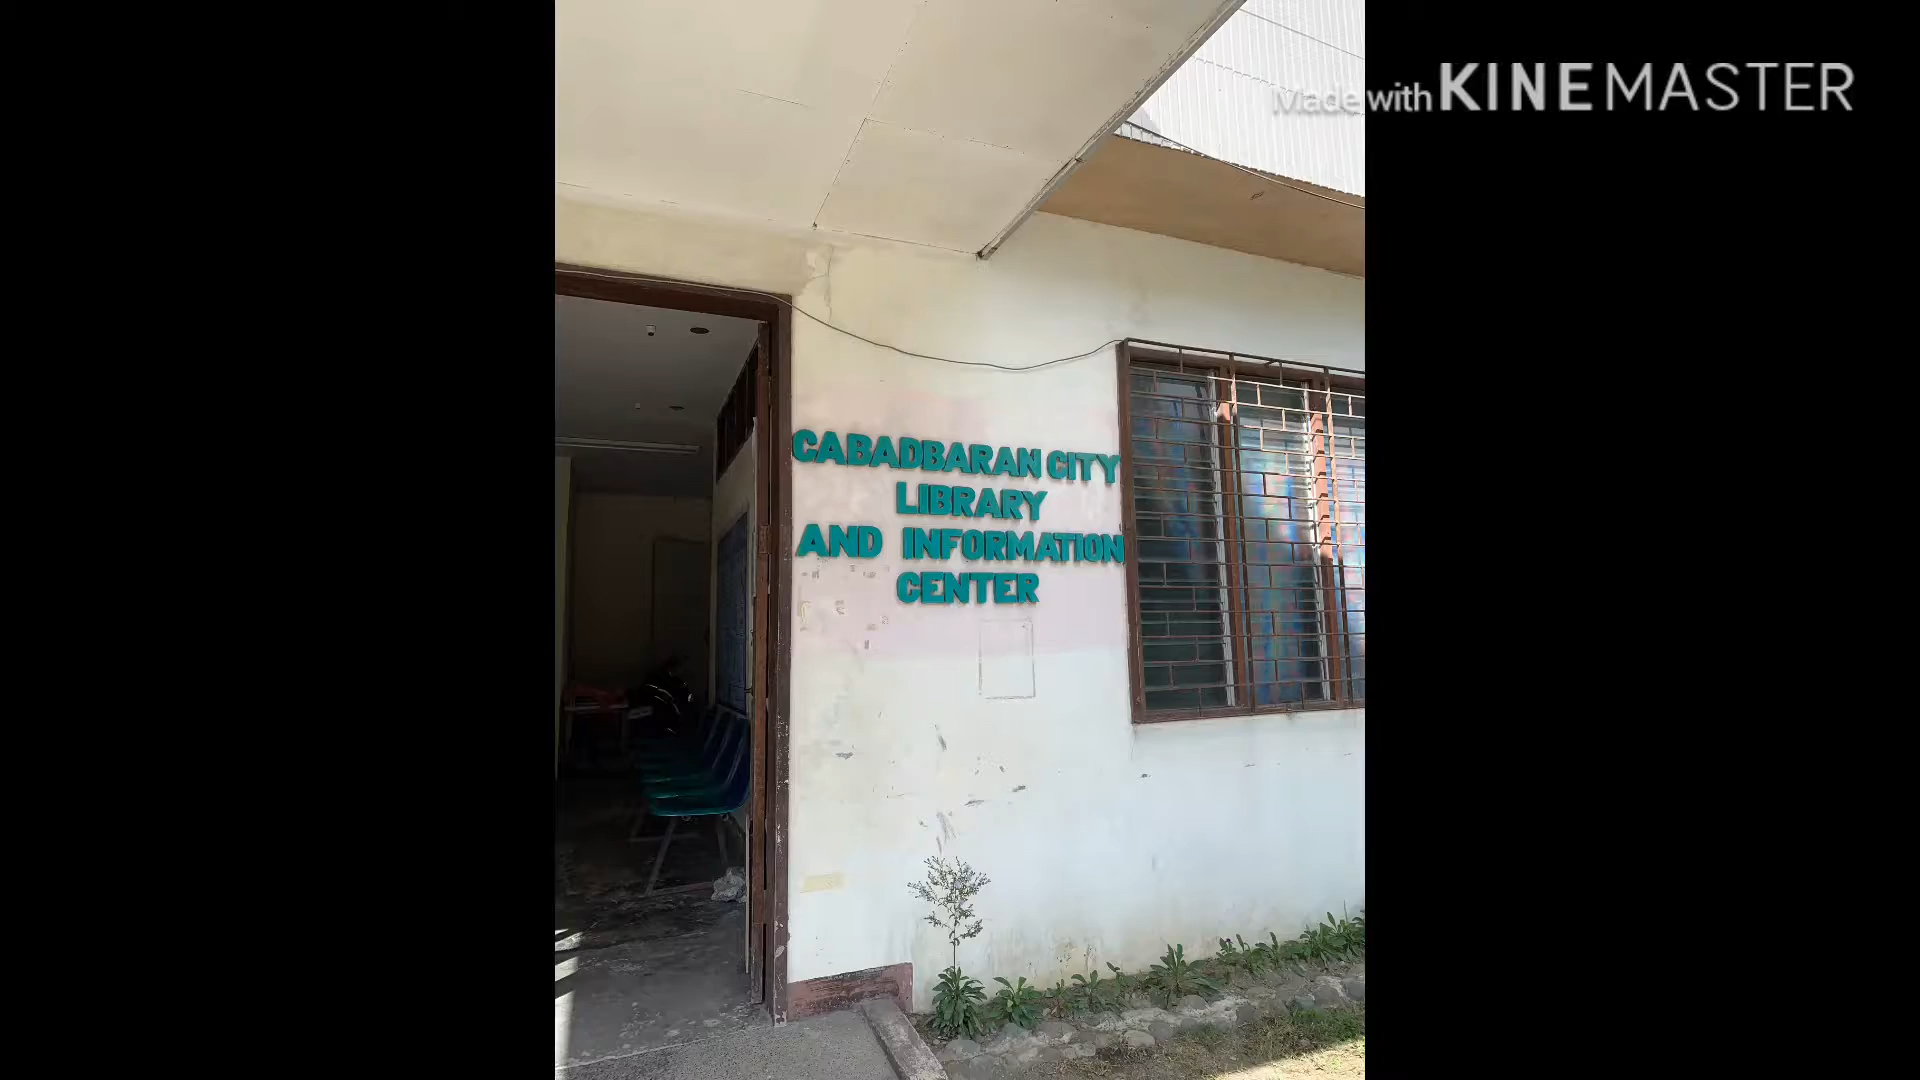 Made with KINEMASTER
CABADBARAN CITY
LIBRARY
AND INFORMATION
CENTER